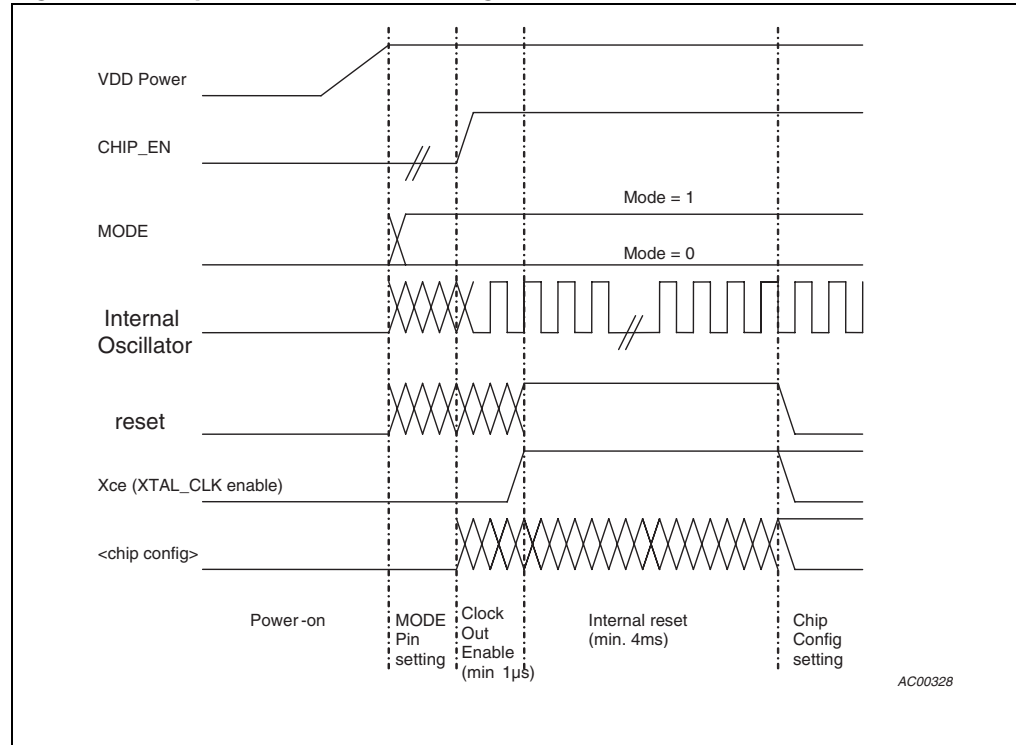 VDD Power
CHIP_EN
Mode = 1
MODE
Mode = 0
Internal
Oscillator
reset
Xce (XTAL_CLK enable)
<chip config>
Power-on
MODE
Pin
setting
Clock
Out
Enable
(min 1µs)
Internal reset
(min. 4ms)
Chip
Config
setting
AC00328